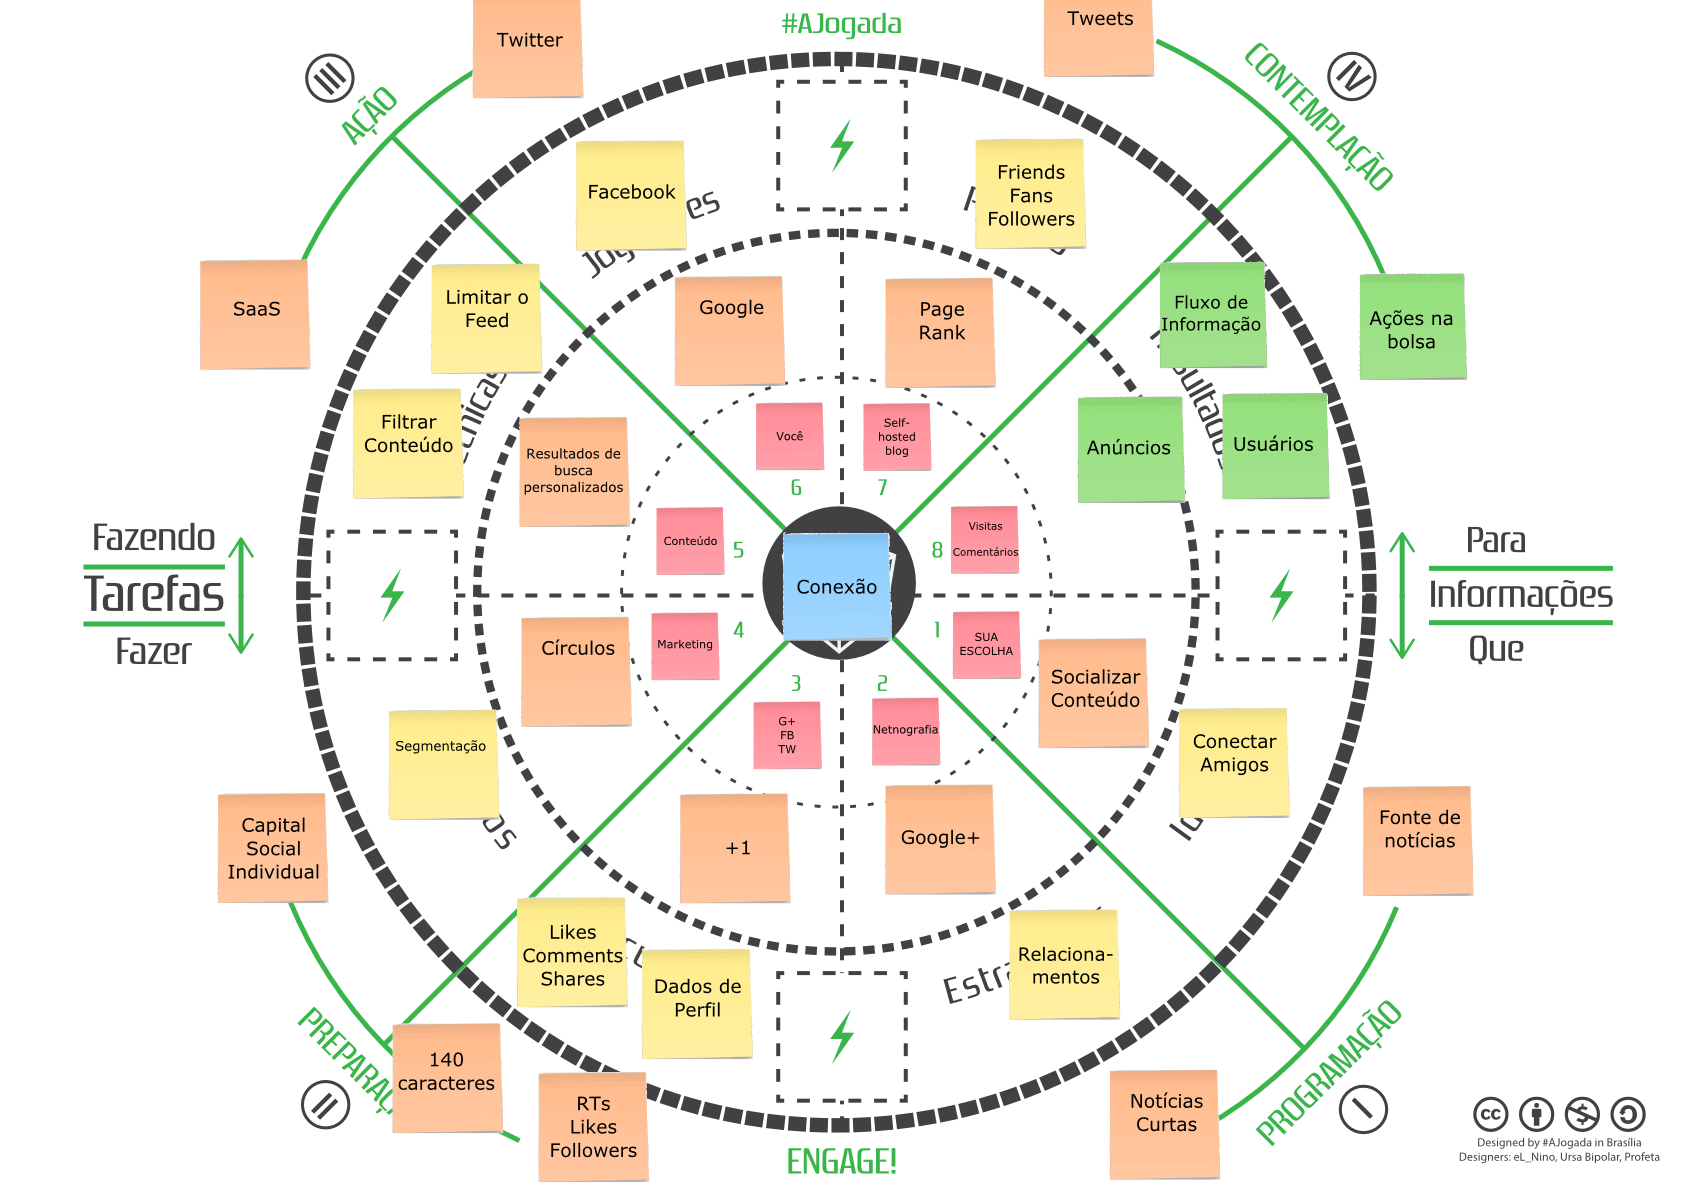 #AJogada
Twitter
Tweets
III
AÇÃO
CONTEMPLAÇÃO
IV
Facebook
Friends
Fans
Followers
SaaS
Limitar o
Feed
Google
Page
Rank
Fluxo de
Informação
Ações na
bolsa
Filtrar
Conteúdo
Resultados de
busca
personalizados
Você
Self-
hosted
blog
Anúncios
Usuários
6
7
Conteúdo
5
8
Visitas
Comentários
Fazendo
Tarefas
Fazer
Conexão
Para
Informações
Que
Círculos
Marketing
4
1
SUA
ESCOLHA
Socializar
Conteúdo
3
2
G+
FB
TW
Netnografia
Segmentação
Conectar
Amigos
Capital
Social
Individual
+1
Google+
Fonte de
notícias
Likes
Comments
Shares
Dados de
Perfil
Relaciona-
mentos
140
caracteres
RTs
Likes
Followers
Notícias
Curtas
II
PROGRAMAÇÃO
I
ENGAGE!
cc
Designed by #AJogada in Brasília
Designers: eL_Nino, Ursa Bipolar, Profeta